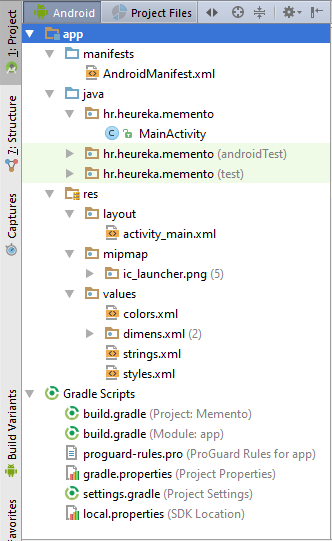 Android
Project Files
1: Project
7: Structure
Captures
Build Variants
Favorites
app
manifests
AndroidManifest.xml
java
hr.heureka.memento
C MainActivity
hr.heureka.memento (androidTest)
hr.heureka.memento (test)
res
layout
activity_main.xml
mipmap
ic_launcher.png (5)
values
colors.xml
dimens.xml (2)
strings.xml
styles.xml
Gradle Scripts
build.gradle (Project: Memento)
build.gradle (Module: app)
proguard-rules.pro (ProGuard Rules for app)
gradle.properties (Project Properties)
settings.gradle (Project Settings)
local.properties (SDK Location)